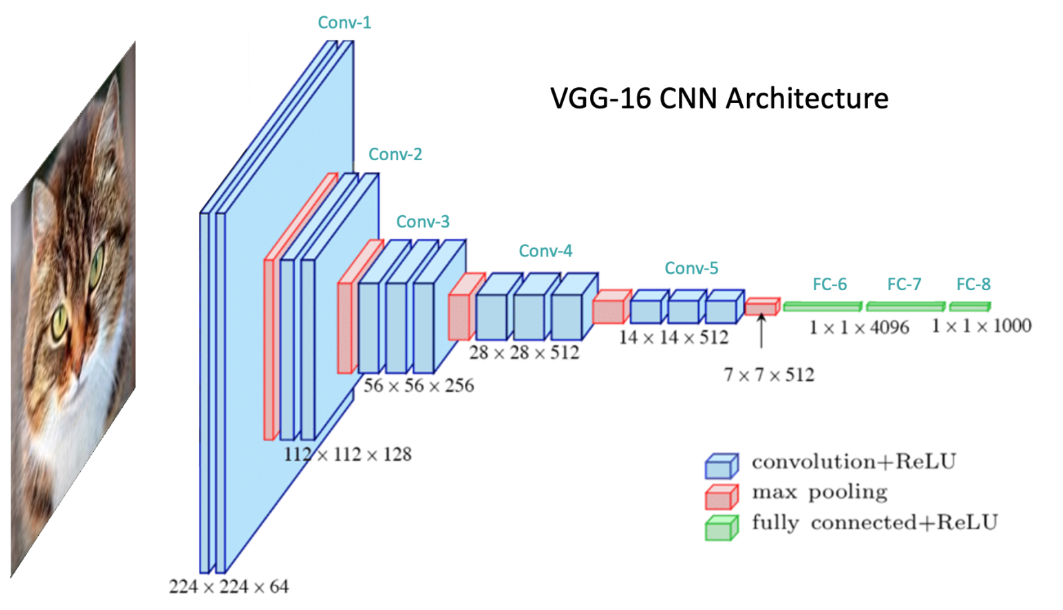 Conv-1
VGG-16 CNN Architecture
Conv-2
Conv-3
Conv-4
Conv-5
FC-6
FC-7
FC-8
1 × 1 × 4096
1 × 1 × 1000
14 × 14 × 512
28 × 28 × 512
7 × 7 × 512
56 × 56 × 256
112 × 112 × 128
convolution+ReLU
max pooling
fully connected+ReLU
224 × 224 × 64